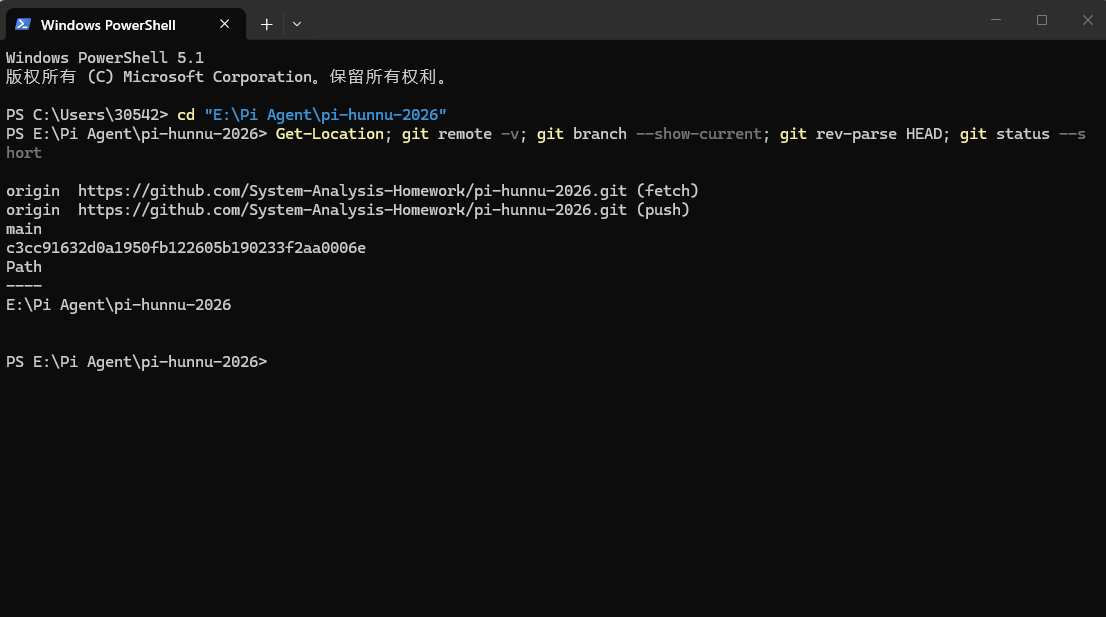 Windows PowerShell
Windows PowerShell 5.1
版权所有 (C) Microsoft Corporation。保留所有权利。
PS C:\Users\30542> cd "E:\Pi Agent\pi-hunnu-2026"
PS E:\Pi Agent\pi-hunnu-2026> Get-Location; git remote -v; git branch --show-current; git rev-parse HEAD; git status --s
hort
origin  https://github.com/System-Analysis-Homework/pi-hunnu-2026.git (fetch)
origin  https://github.com/System-Analysis-Homework/pi-hunnu-2026.git (push)
main
c3cc91632d0a1950fb122605b190233f2aa0006e
Path
----
E:\Pi Agent\pi-hunnu-2026
PS E:\Pi Agent\pi-hunnu-2026>